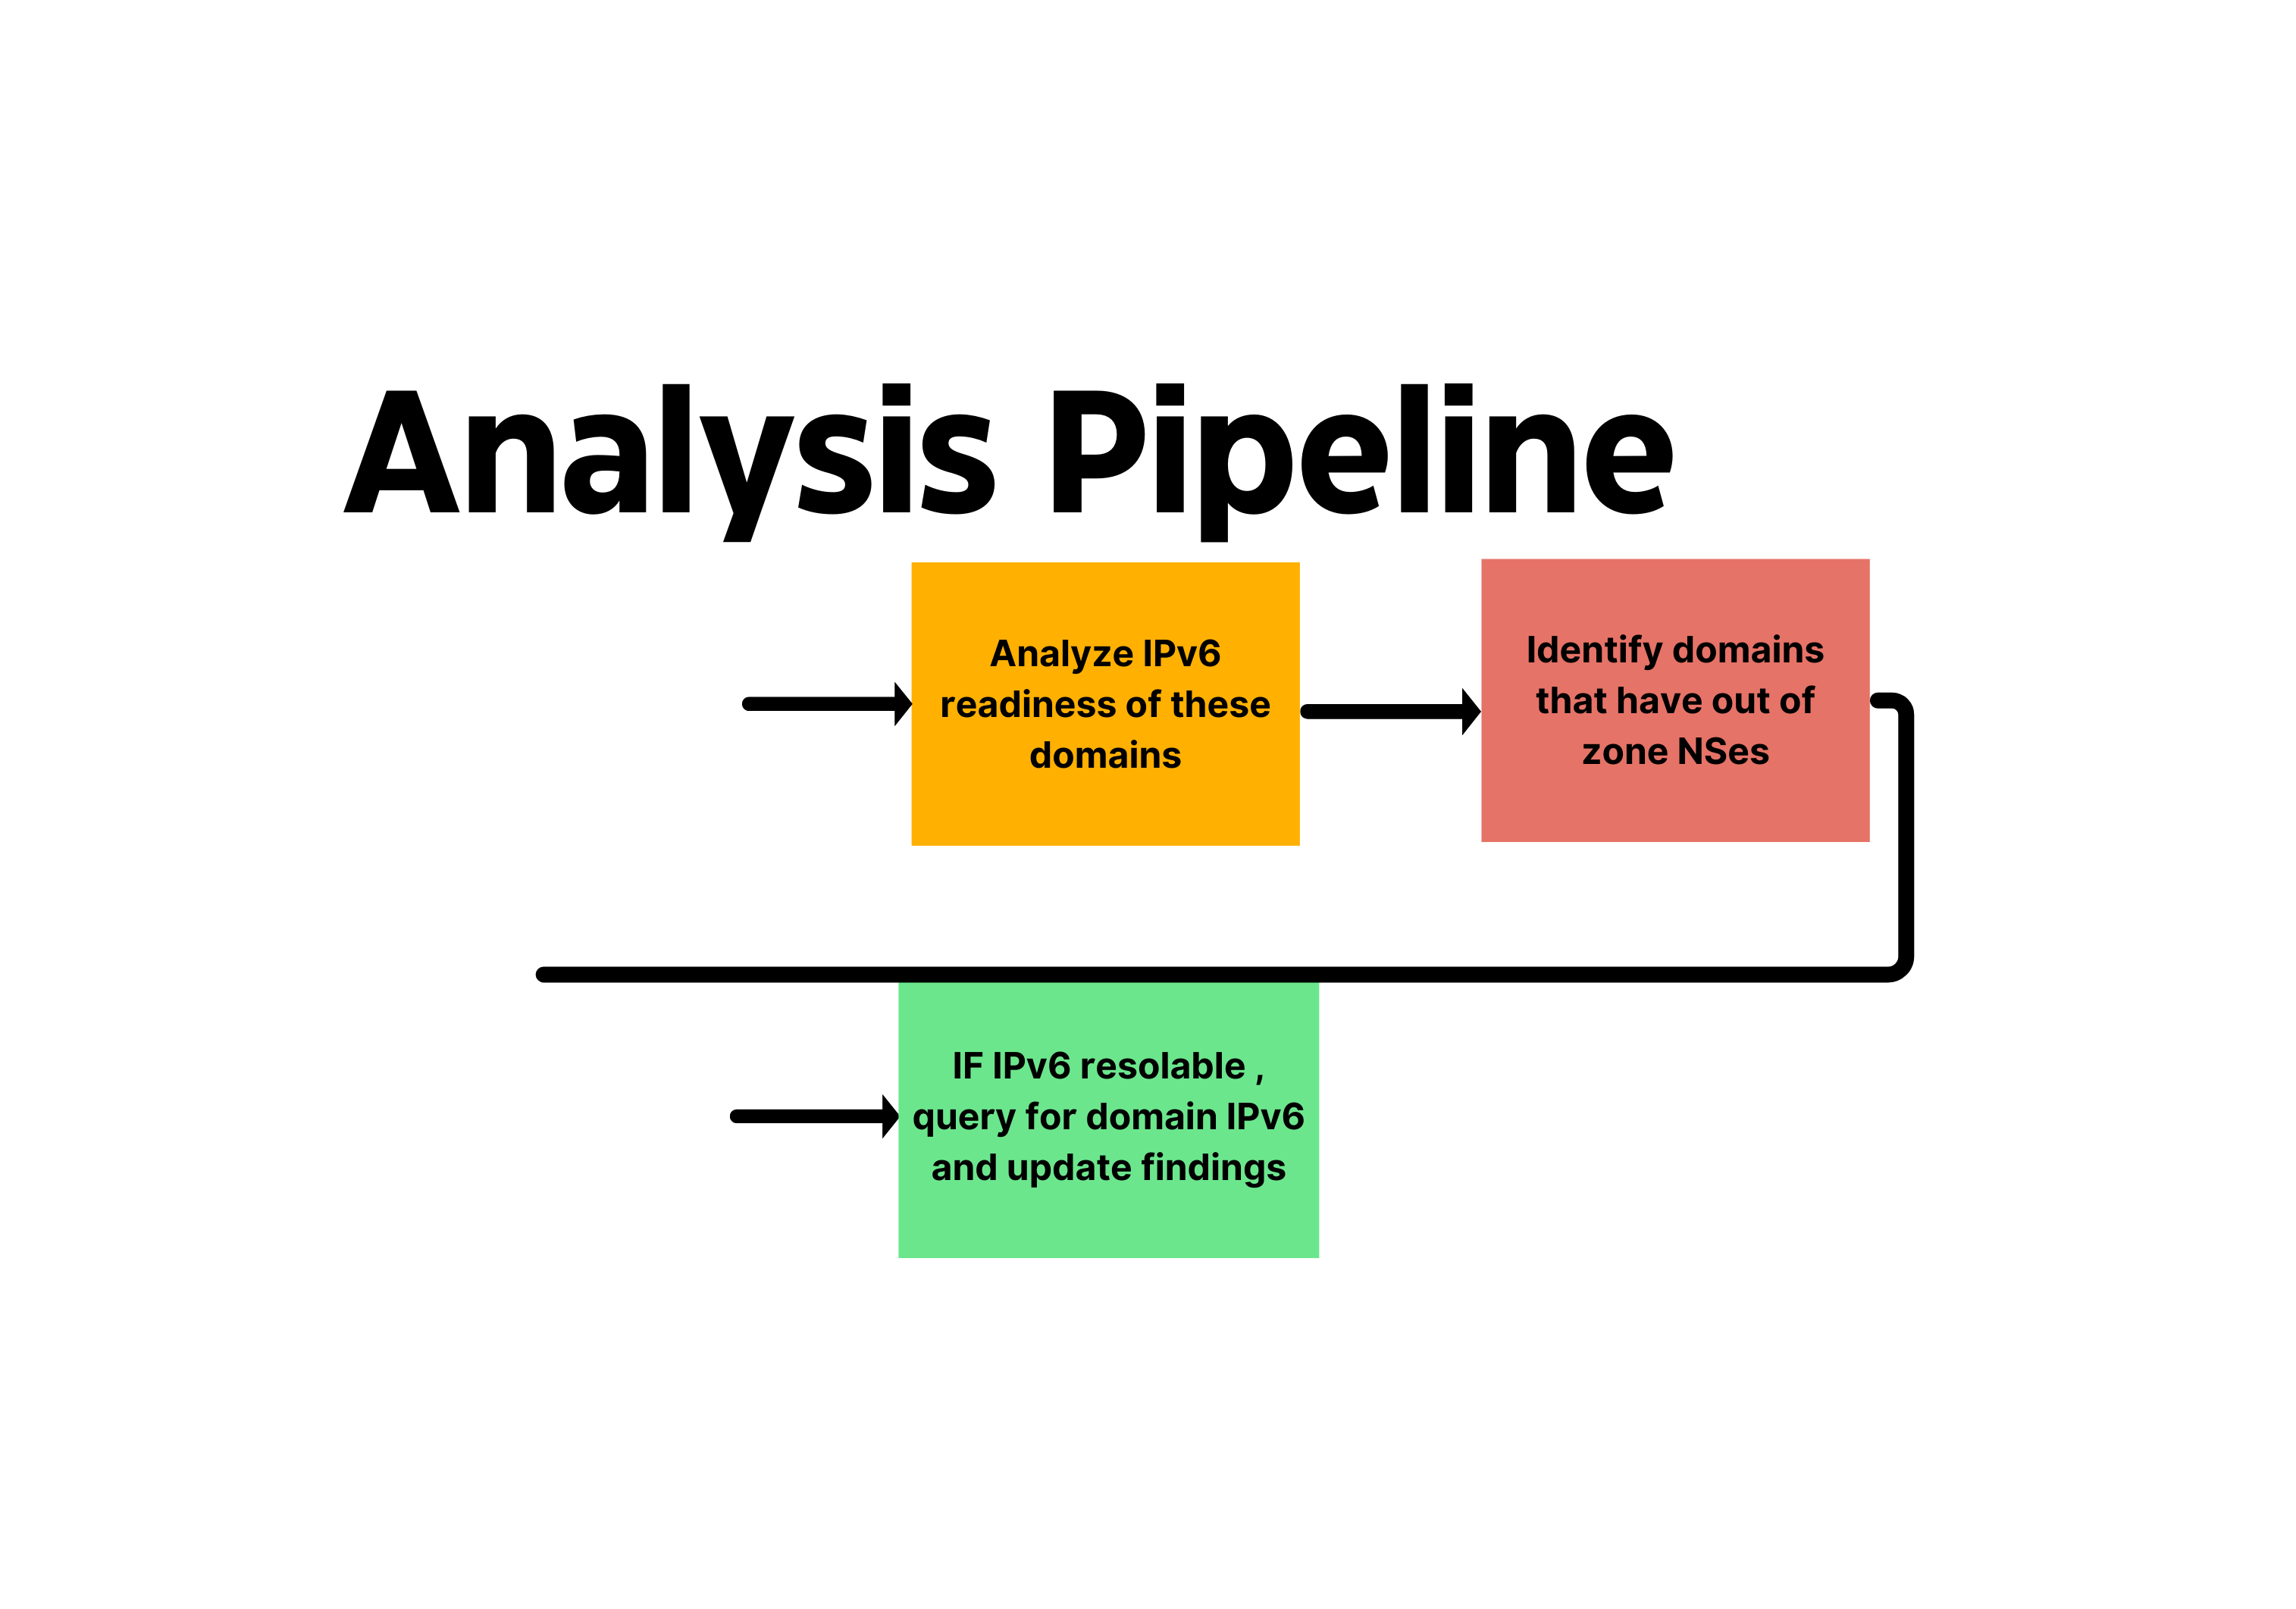 Analysis Pipeline
Analyze IPv6
readiness of these
domains
Identify domains
that have out of
zone NSes
IF IPv6 resolable ,
query for domain IPv6
and update findings